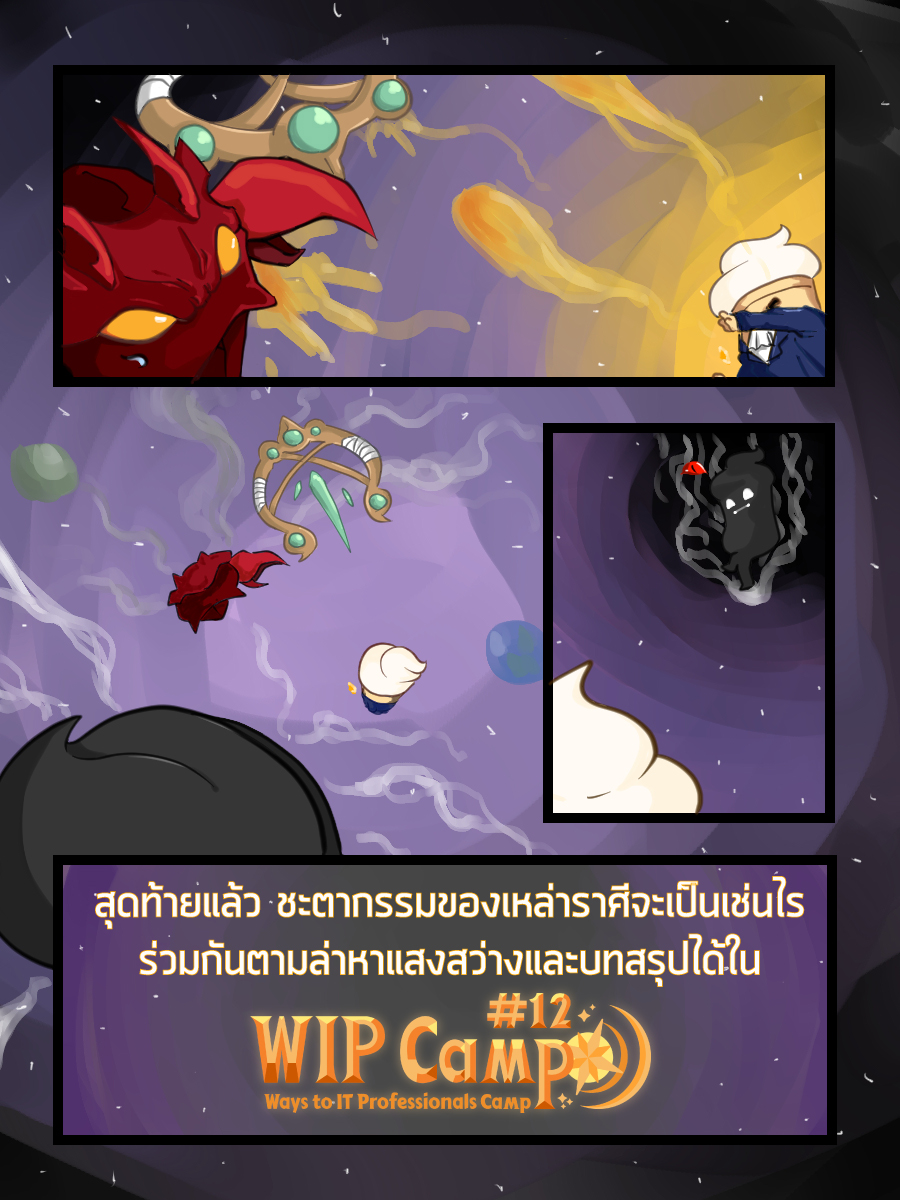 สุดท้ายแล้ว ชะตากรรมของเหล่าราศีจะเป็นเช่นไร
ร่วมกันตามล่าหาแสงสว่างและบทสรุปได้ใน
#12
WIP Camp
Ways to IT Professionals Camp